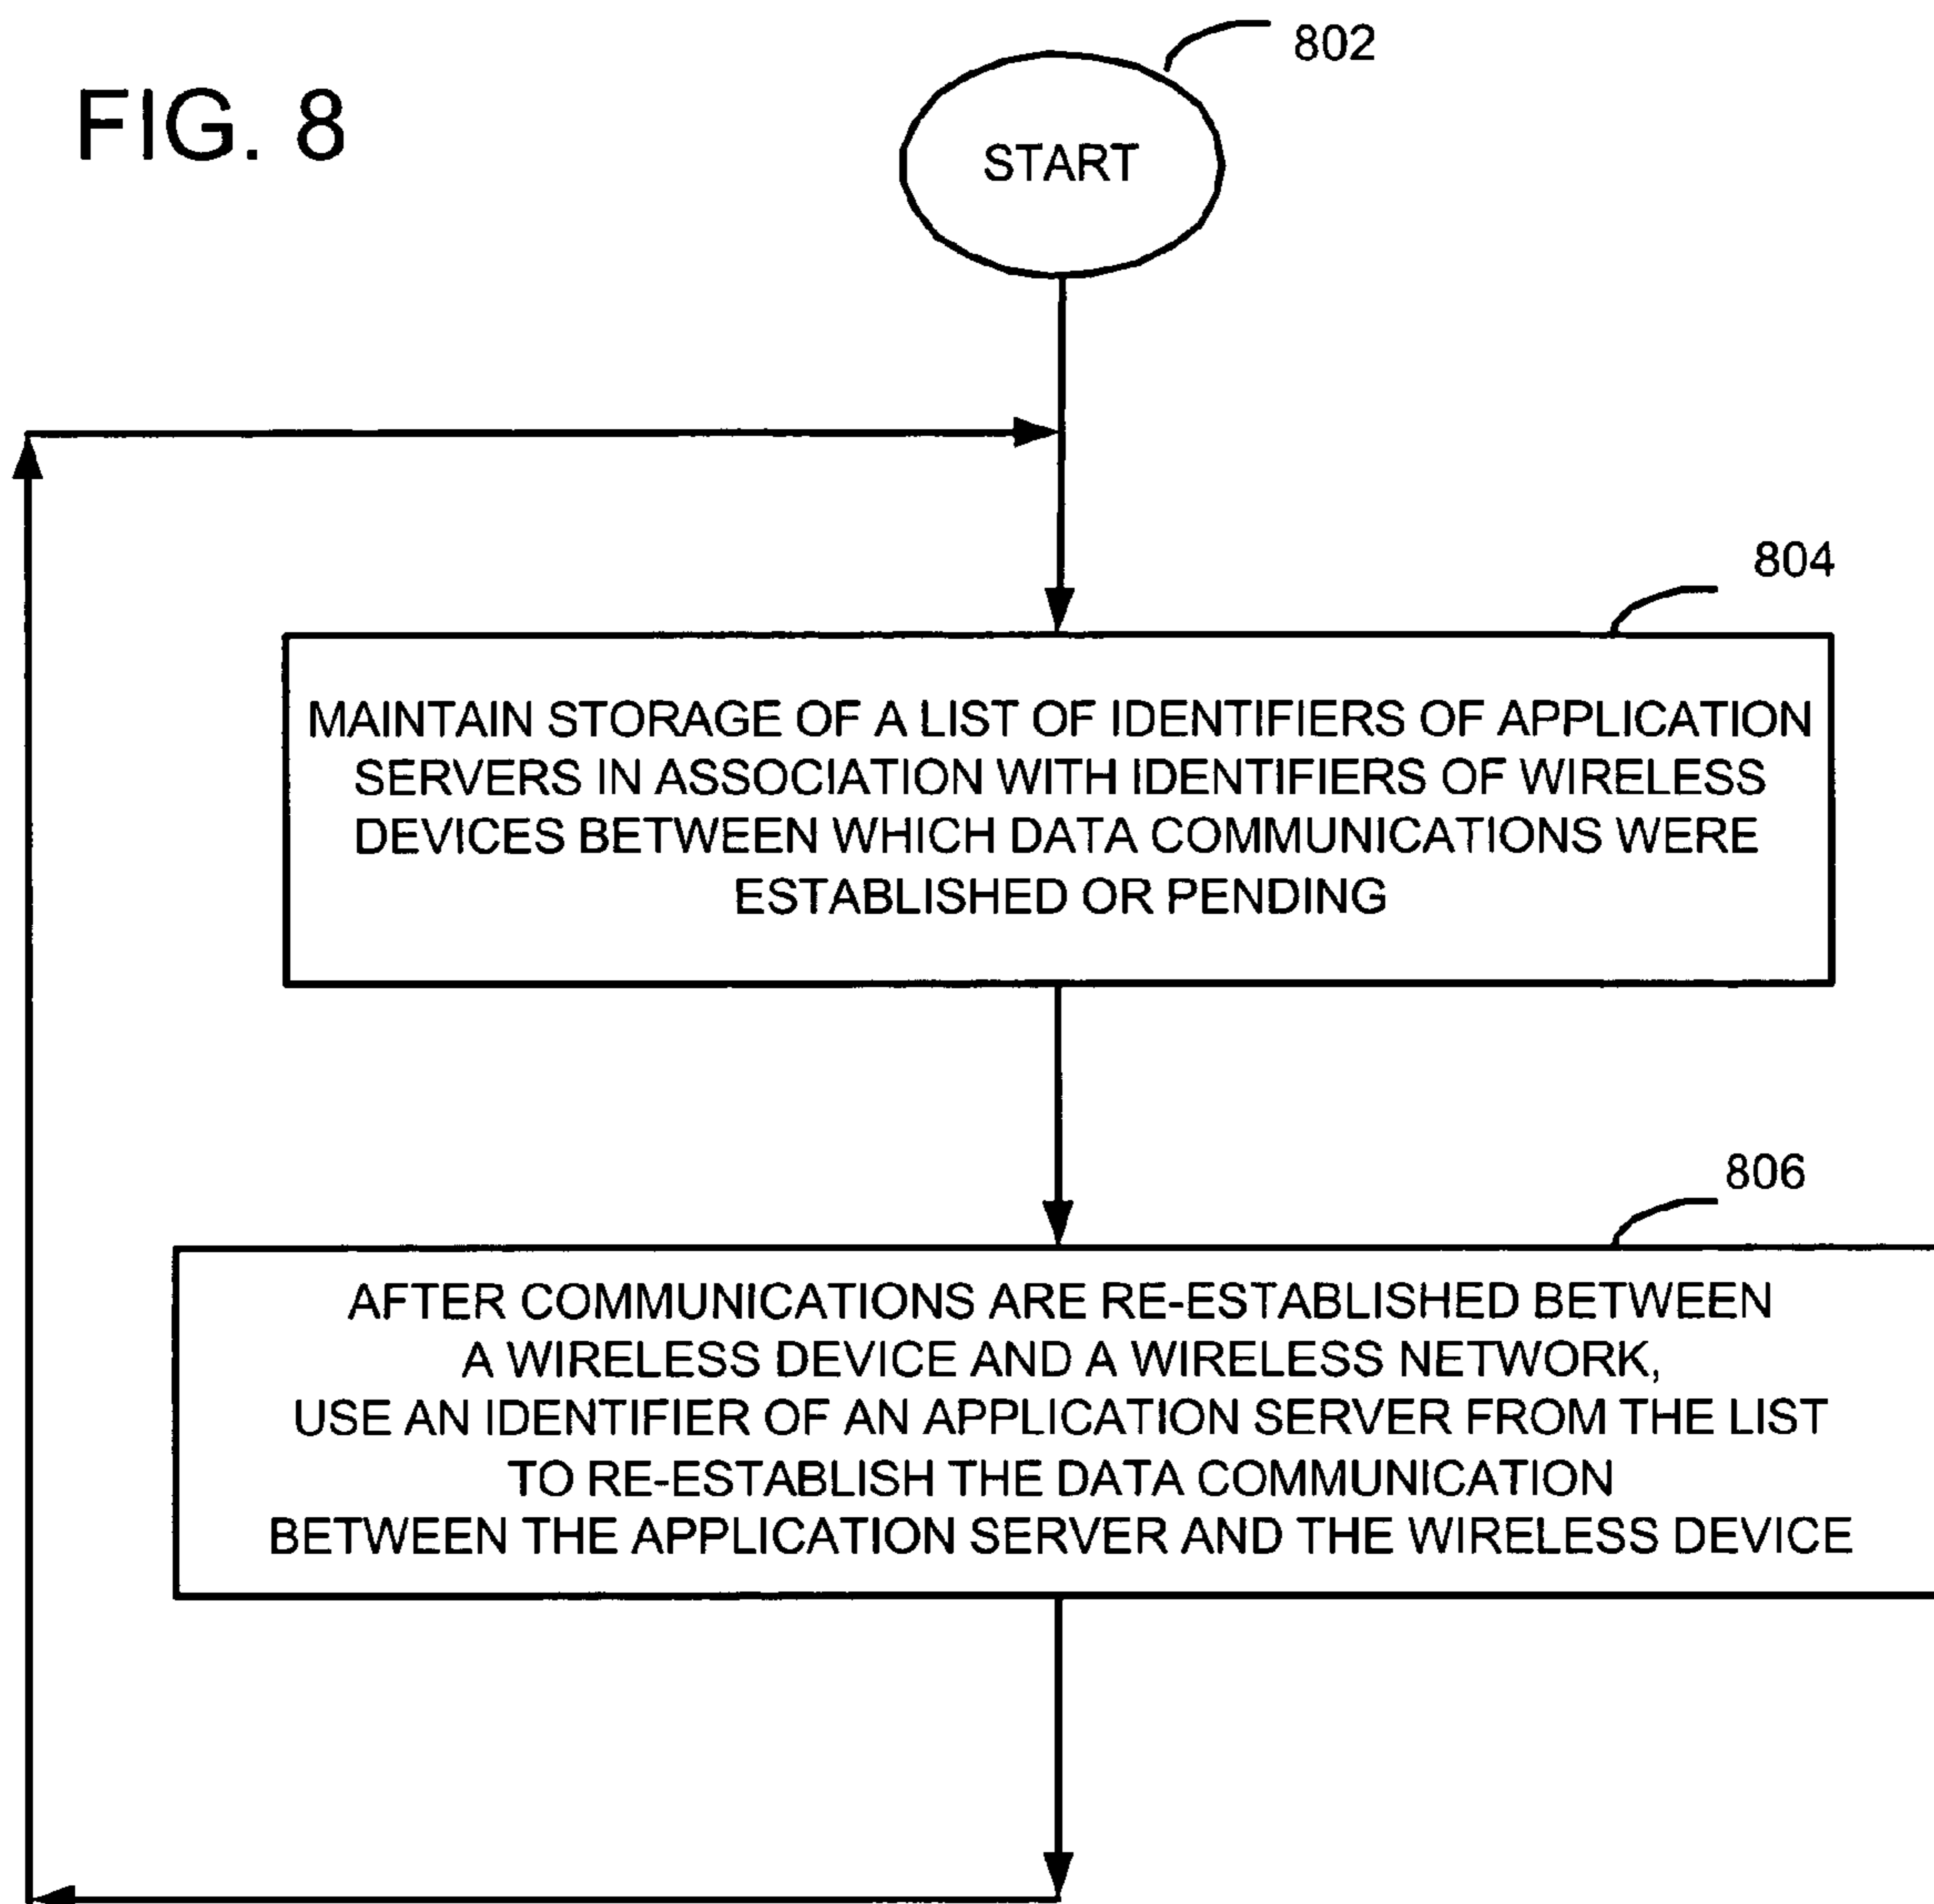 FIG. 8
802
START
804
MAINTAIN STORAGE OF A LIST OF IDENTIFIERS OF APPLICATION
SERVERS IN ASSOCIATION WITH IDENTIFIERS OF WIRELESS
DEVICES BETWEEN WHICH DATA COMMUNICATIONS WERE
ESTABLISHED OR PENDING
806
AFTER COMMUNICATIONS ARE RE-ESTABLISHED BETWEEN
A WIRELESS DEVICE AND A WIRELESS NETWORK,
USE AN IDENTIFIER OF AN APPLICATION SERVER FROM THE LIST
TO RE-ESTABLISH THE DATA COMMUNICATION
BETWEEN THE APPLICATION SERVER AND THE WIRELESS DEVICE